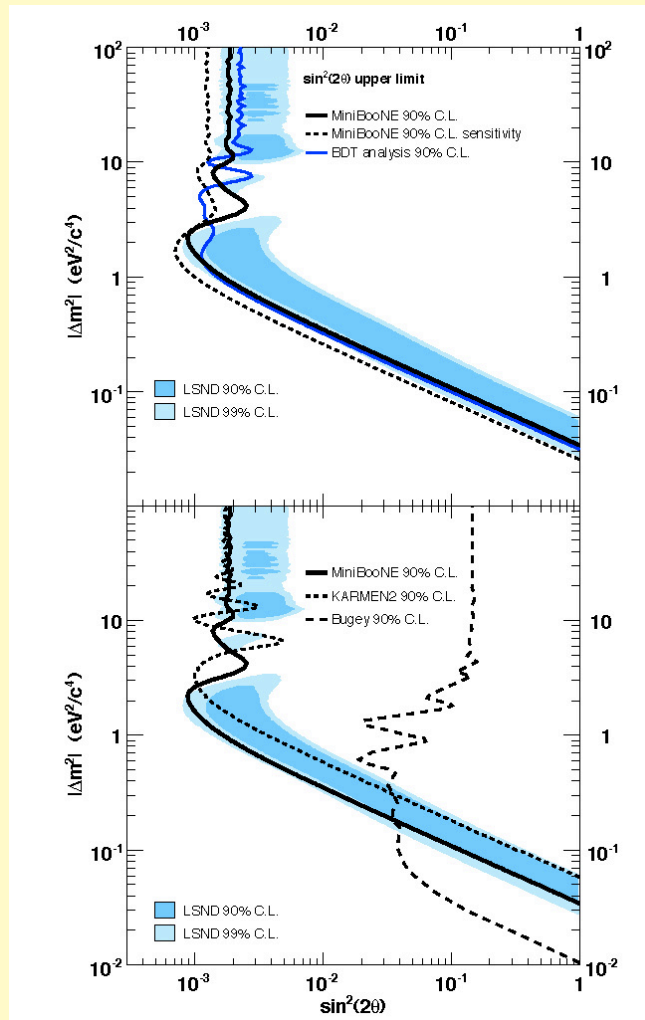 10⁻³ 10⁻² 10⁻¹ 1
10² 10²
sin²(2θ) upper limit
MiniBooNE 90% C.L.
MiniBooNE 90% C.L. sensitivity
BDT analysis 90% C.L.
10 10
|Δm²| (eV²/c⁴)
1 1
LSND 90% C.L.
LSND 99% C.L.
10⁻¹ 10⁻¹
MiniBooNE 90% C.L.
KARMEN2 90% C.L.
Bugey 90% C.L.
10 10
|Δm²| (eV²/c⁴)
1 1
10⁻¹ 10⁻¹
LSND 90% C.L.
LSND 99% C.L.
10⁻² 10⁻²
10⁻³ 10⁻² 10⁻¹ 1
sin²(2θ)